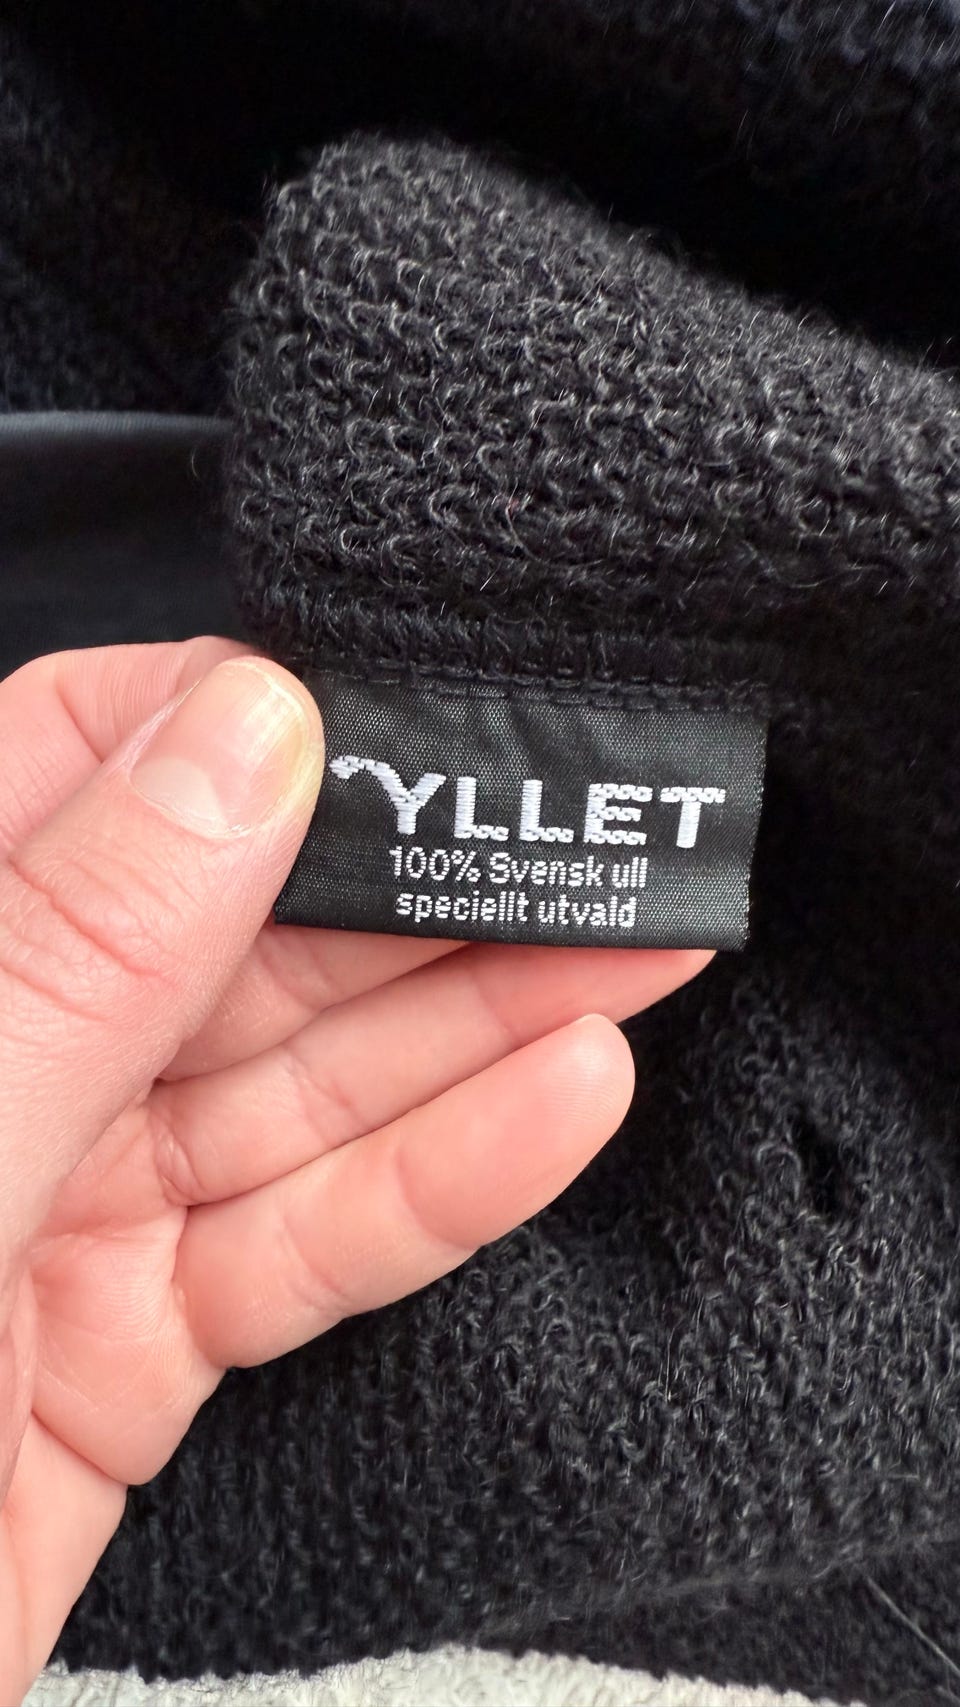 YLLET
100% Svensk ull
speciellt utvald